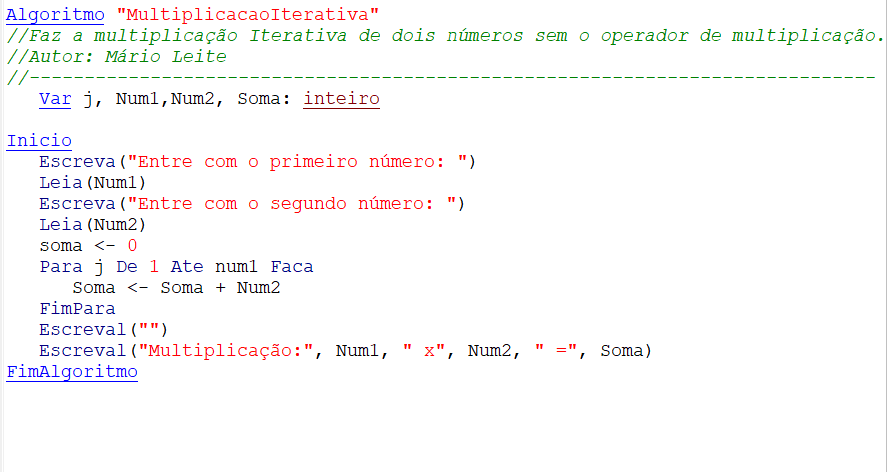 Algoritmo "MultiplicacaoIterativa"
//Faz a multiplicação Iterativa de dois números sem o operador de multiplicação.
//Autor: Mário Leite
//-----------------------------------------------------------------------------
Var j, Num1,Num2, Soma: inteiro
Inicio
Escreva("Entre com o primeiro número: ")
Leia(Num1)
Escreva("Entre com o segundo número: ")
Leia(Num2)
soma <- 0
Para j De 1 Ate num1 Faca
Soma <- Soma + Num2
FimPara
Escreval("")
Escreval("Multiplicação:", Num1, " x", Num2, " =", Soma)
FimAlgoritmo